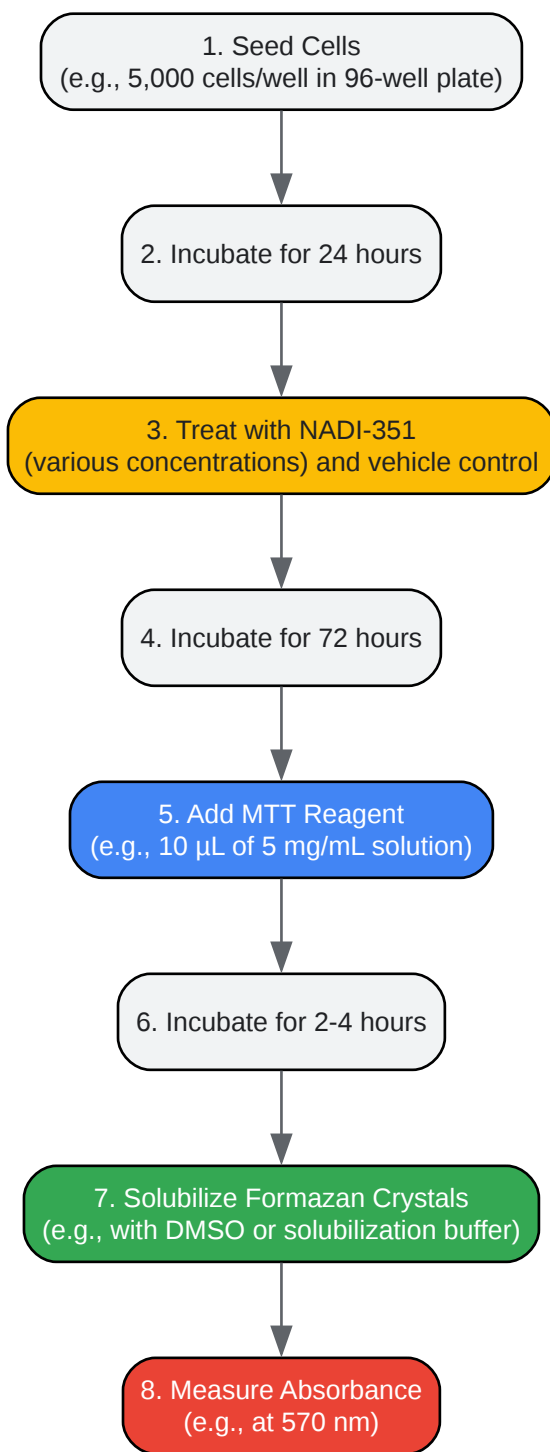 1. Seed Cells
(e.g., 5,000 cells/well in 96-well plate)
2. Incubate for 24 hours
3. Treat with NADI-351
(various concentrations) and vehicle control
4. Incubate for 72 hours
5. Add MTT Reagent
(e.g., 10 µL of 5 mg/mL solution)
6. Incubate for 2-4 hours
7. Solubilize Formazan Crystals
(e.g., with DMSO or solubilization buffer)
8. Measure Absorbance
(e.g., at 570 nm)